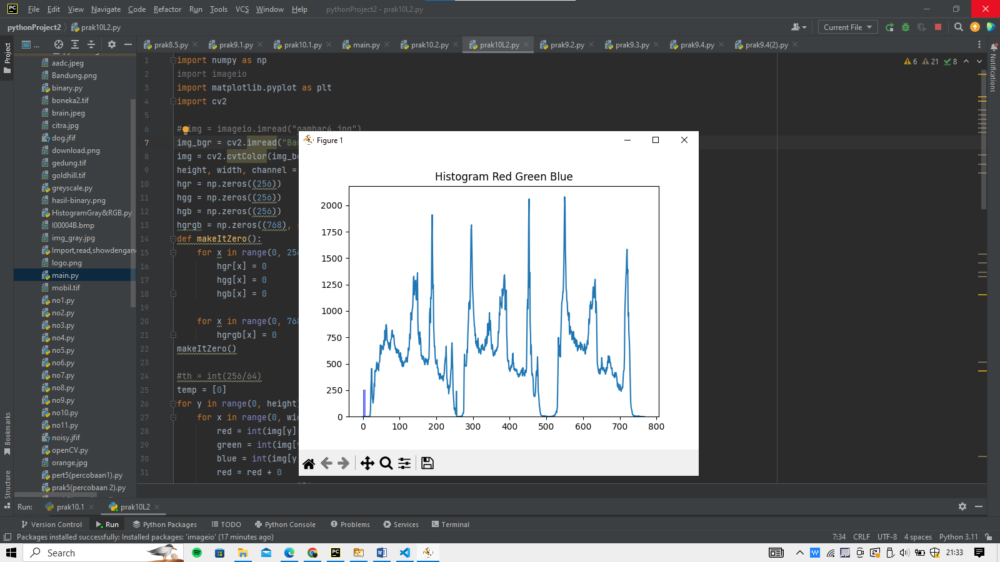 File Edit View Navigate Code Refactor Run Tools VCS Window Help pythonProject2 - prak10L2.py
pythonProject2 prak10L2.py Current File
Project ... prak8.5.py prak9.1.py prak10.1.py main.py prak10.2.py prak10L2.py prak9.2.py prak9.3.py prak9.4.py prak9.4(2).py
Notifications
6 21 8
aadc.jpeg
Bandung.png
binary.py
boneka2.tif
brain.jpeg
citra.jpg
dog.jfif
download.png
gedung.tif
goldhill.tif
greyscale.py
hasil-binary.png
HistogramGray&RGB.py
I00004B.bmp
img_gray.jpg
Import,read,showdengan
logo.png
main.py
mobil.tif
no1.py
no2.py
no3.py
no4.py
no5.py
no6.py
no7.py
no8.py
no9.py
no10.py
no11.py
noisy.jfif
openCV.py
orange.jpg
pert5(percobaan1).py
prak5(percobaan 2).py
1 import numpy as np
2 import imageio
3 import matplotlib.pyplot as plt
4 import cv2
5
6 # img = imageio.imread("gambar4.jpg")
7 img_bgr = cv2.imread("Ba
8 img = cv2.cvtColor(img_b
9 height, width, channel =
10 hgr = np.zeros((256))
11 hgg = np.zeros((256))
12 hgb = np.zeros((256))
13 hgrgb = np.zeros((768),
14 def makeItZero():
15 for x in range(0, 256
16 hgr[x] = 0
17 hgg[x] = 0
18 hgb[x] = 0
19
20 for x in range(0, 768
21 hgrgb[x] = 0
22 makeItZero()
23
24 #th = int(256/64)
25 temp = [0]
26 for y in range(0, height)
27 for x in range(0, wid
28 red = int(img[y]
29 green = int(img[y
30 blue = int(img[y
31 red = red + 0
Figure 1
Histogram Red Green Blue
2000
1750
1500
1250
1000
750
500
250
0
0 100 200 300 400 500 600 700 800
Bookmarks
Structure
Run: prak10.1 prak10L2
Version Control Run Python Packages TODO Python Console Problems Services Terminal
Packages installed successfully: Installed packages: 'imageio' (17 minutes ago) 7:34 CRLF UTF-8 4 spaces Python 3.11
Search 21:33